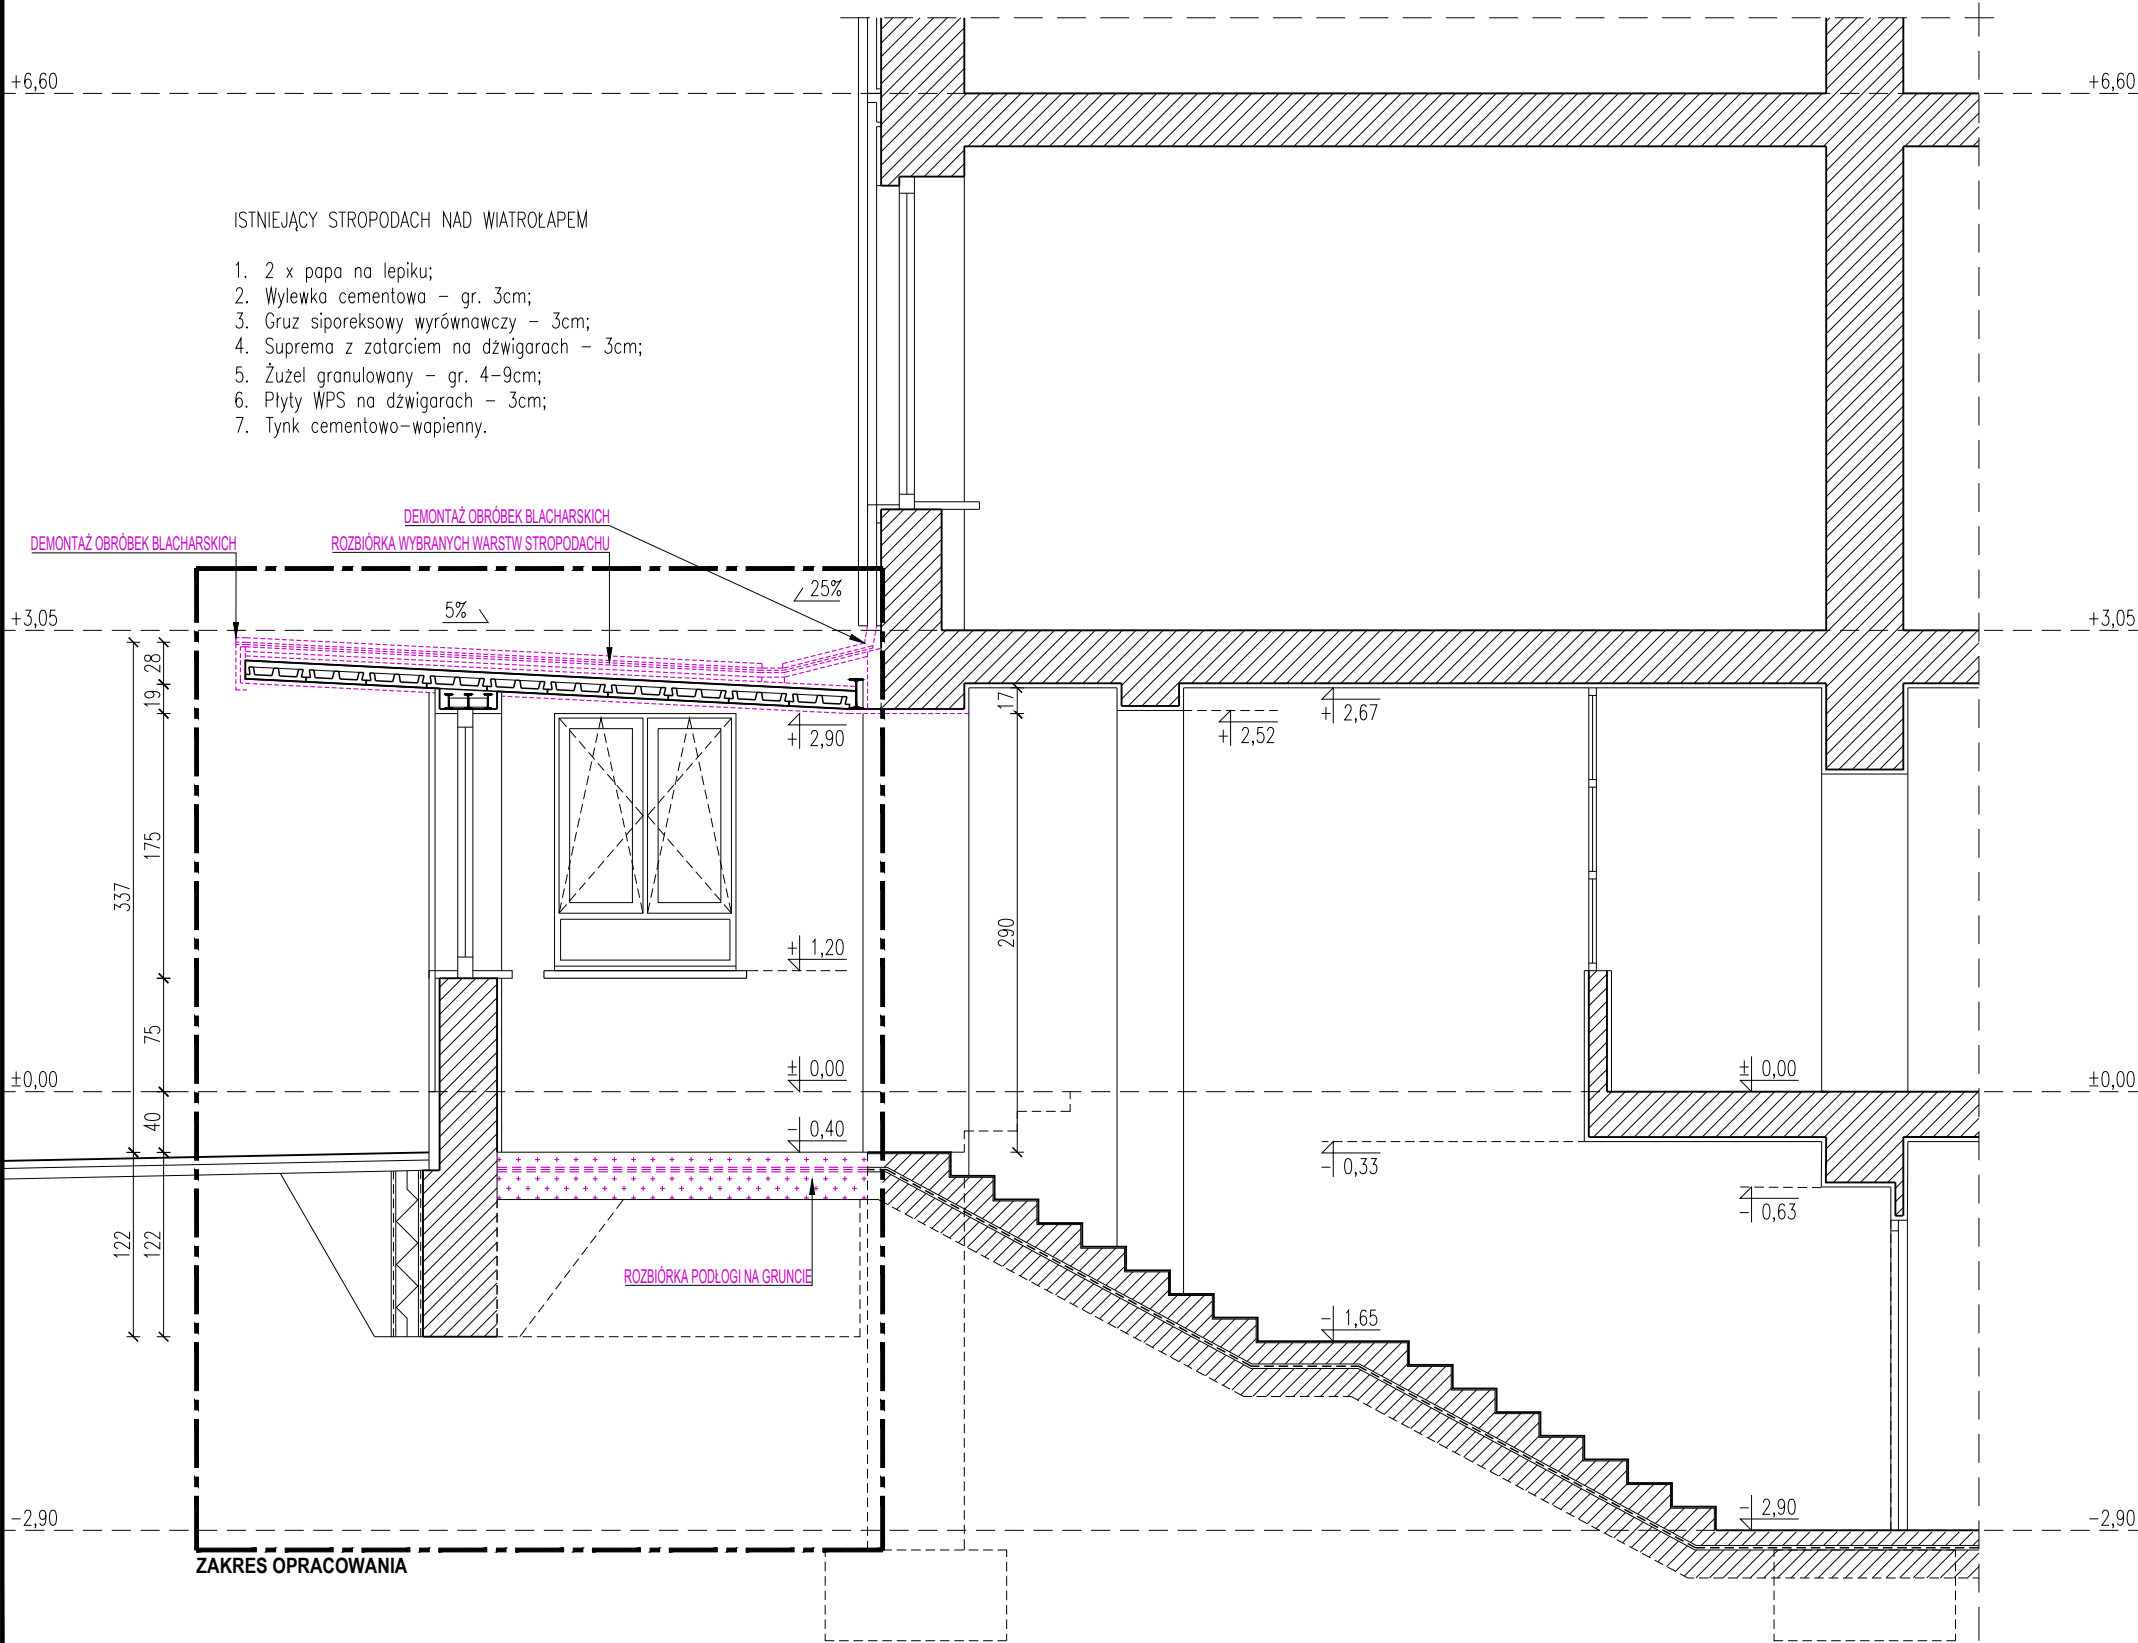 +6,60
+6,60
ISTNIEJĄCY STROPODACH NAD WIATROŁAPEM
1. 2 x papa na lepiku;
2. Wylewka cementowa – gr. 3cm;
3. Gruz siporeksowy wyrównawczy – 3cm;
4. Suprema z zatarciem na dźwigarach – 3cm;
5. Żużel granulowany – gr. 4–9cm;
6. Płyty WPS na dźwigarach – 3cm;
7. Tynk cementowo–wapienny.
DEMONTAŻ OBRÓBEK BLACHARSKICH
DEMONTAŻ OBRÓBEK BLACHARSKICH
ROZBIÓRKA WYBRANYCH WARSTW STROPODACHU
25%
5%
+3,05
+3,05
28
19
17
+ 2,67
+ 2,52
+ 2,90
175
337
290
+ 1,20
75
± 0,00
± 0,00
±0,00
±0,00
40
- 0,40
- 0,33
- 0,63
122
122
ROZBIÓRKA PODŁOGI NA GRUNCIE
- 1,65
- 2,90
-2,90
-2,90
ZAKRES OPRACOWANIA